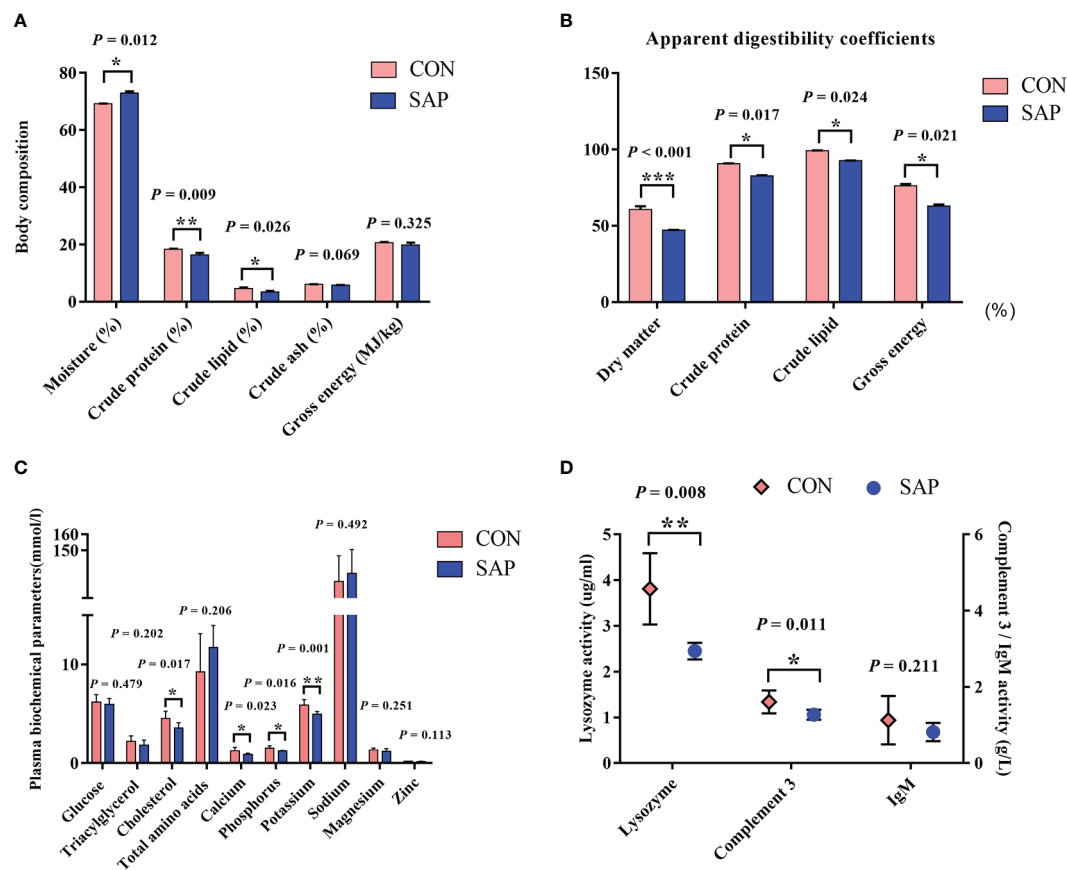 A
P = 0.012
*
CON
SAP
80
60
40
20
0
Body composition
P = 0.009
**
P = 0.026
*
P = 0.069
P = 0.325
Moisture (%)
Crude protein (%)
Crude lipid (%)
Crude ash (%)
Gross energy (MJ/kg)
B
Apparent digestibility coefficients
CON
SAP
150
100
50
0
P < 0.001
***
P = 0.017
*
P = 0.024
*
P = 0.021
*
(%)
Dry matter
Crude protein
Crude lipid
Gross energy
C
P = 0.492
CON
SAP
160
150
10
0
Plasma biochemical parameters(mmol/l)
P = 0.479
P = 0.202
P = 0.017
*
P = 0.206
P = 0.023
*
P = 0.016
*
P = 0.001
**
P = 0.251
P = 0.113
Glucose
Triacylglycerol
Cholesterol
Total amino acids
Calcium
Phosphorus
Potassium
Sodium
Magnesium
Zinc
D
CON
SAP
P = 0.008
**
5
4
3
2
1
0
Lysozyme activity (ug/ml)
P = 0.011
*
P = 0.211
6
4
2
0
Complement 3 / IgM activity (g/L)
Lysozyme
Complement 3
IgM